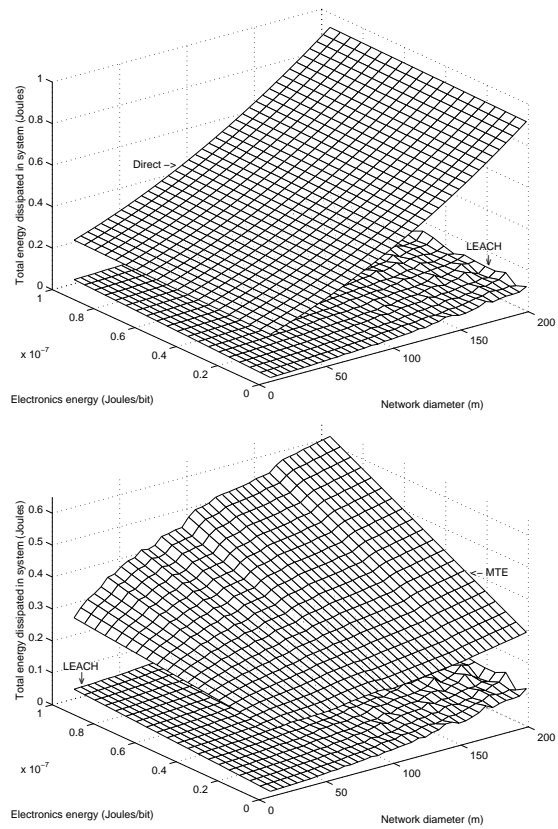 1
0.8
0.6
0.4
0.2
0
Total energy dissipated in system (Joules)
Direct −>
LEACH
1
0.8
0.6
0.4
0.2
0
x 10⁻⁷
Electronics energy (Joules/bit)
0
50
100
150
200
Network diameter (m)
0.6
0.5
0.4
0.3
0.2
0.1
0
Total energy dissipated in system (Joules)
<− MTE
LEACH
1
0.8
0.6
0.4
0.2
0
x 10⁻⁷
Electronics energy (Joules/bit)
0
50
100
150
200
Network diameter (m)